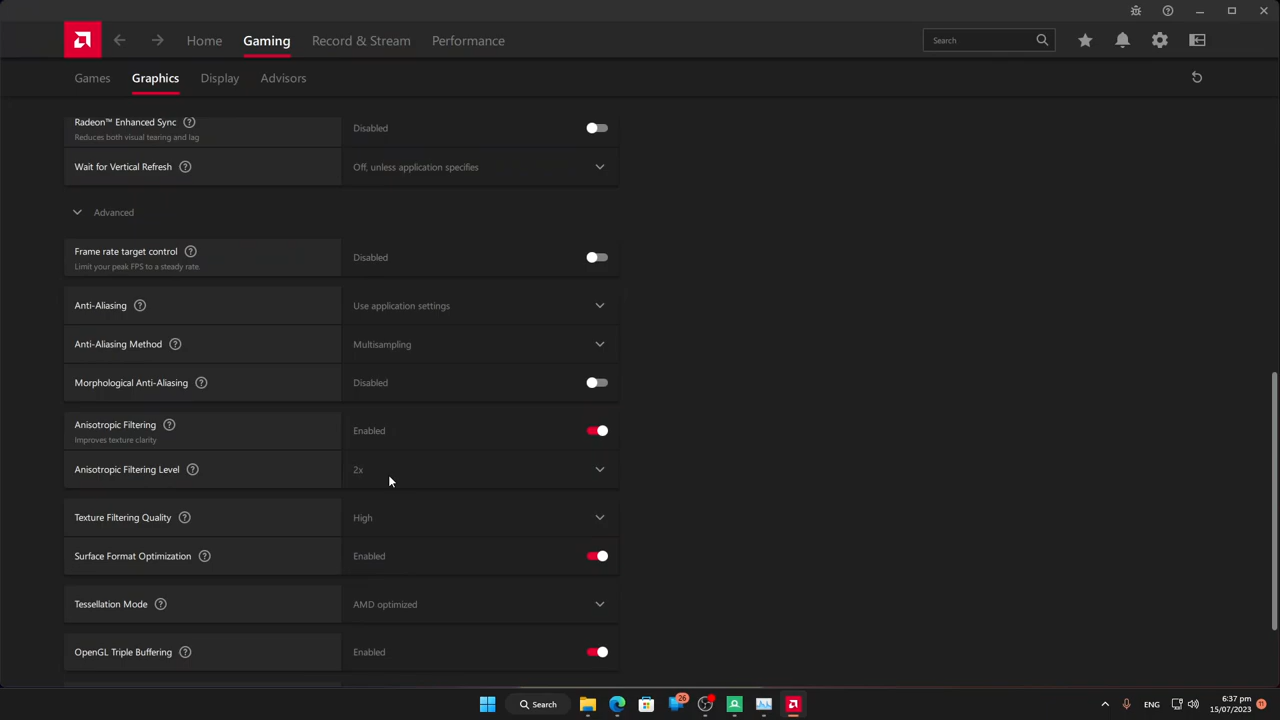 Home
Gaming
Record & Stream
Performance
Search
Games
Graphics
Display
Advisors
Radeon™ Enhanced Sync
Reduces both visual tearing and lag
Disabled
Wait for Vertical Refresh
Off, unless application specifies
Advanced
Frame rate target control
Limit your peak FPS to a steady rate.
Disabled
Anti-Aliasing
Use application settings
Anti-Aliasing Method
Multisampling
Morphological Anti-Aliasing
Disabled
Anisotropic Filtering
Improves texture clarity
Enabled
Anisotropic Filtering Level
2x
Texture Filtering Quality
High
Surface Format Optimization
Enabled
Tessellation Mode
AMD optimized
OpenGL Triple Buffering
Enabled
Search
26
ENG
6:37 PM
15/07/2023
11